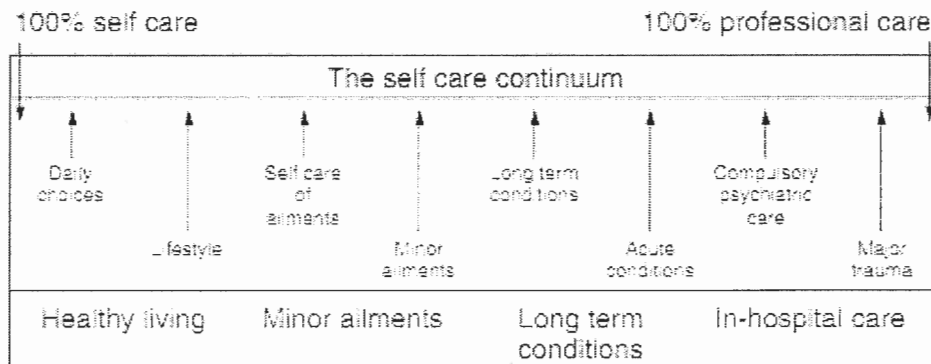 100% self care
100% professional care
The self care continuum
Daily
choices
Lifestyle
Self care
of
ailments
Minor
ailments
Long term
conditions
Acute
conditions
Compulsory
psychiatric
care
Major
trauma
Healthy living
Minor ailments
Long term
conditions
In-hospital care